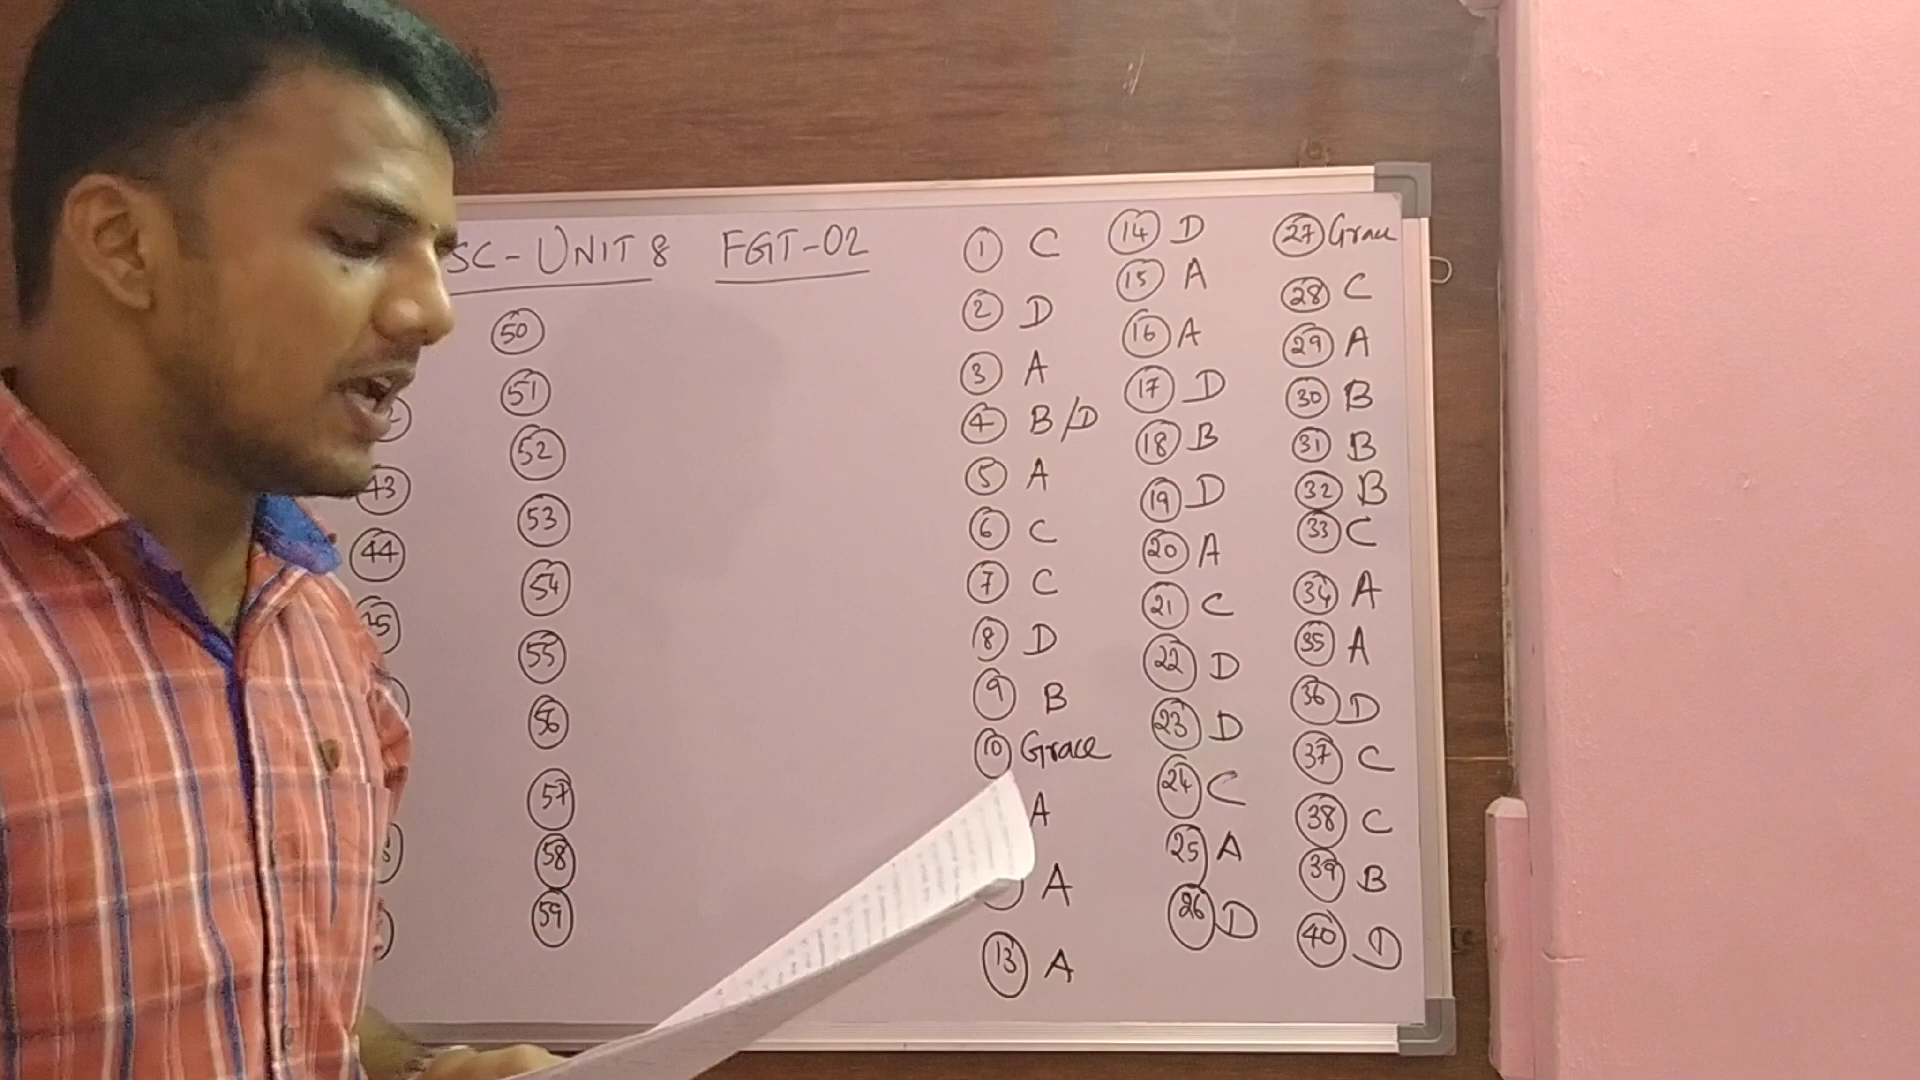 SC - UNIT 8 FGT-02
50
51
52
43 53
44 54
55
56
57
58
59
1 C
2 D
3 A
4 B/D
5 A
6 C
7 C
8 D
9 B
10 Grace
A
A
13 A
14 D
15 A
16 A
17 D
18 B
19 D
20 A
21 C
22 D
23 D
24 C
25 A
26 D
27 Grace
28 C
29 A
30 B
31 B
32 B
33 C
34 A
35 A
36 D
37 C
38 C
39 B
40 D